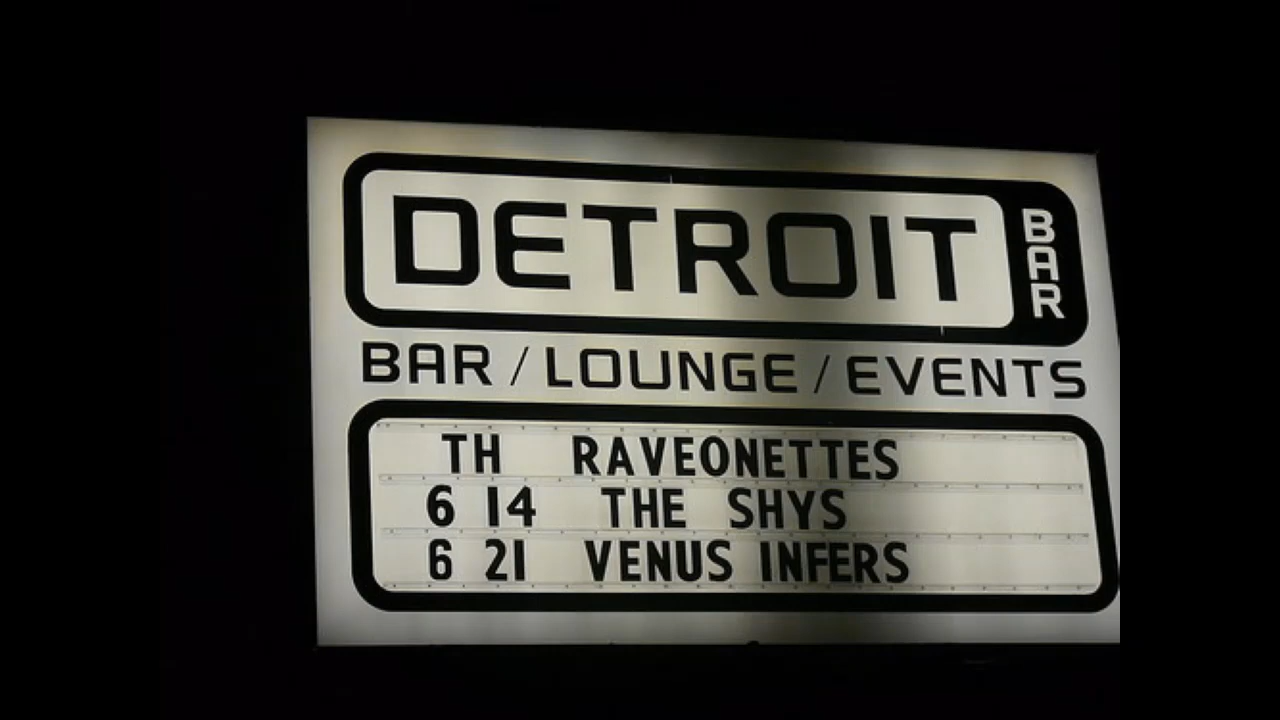 DETROIT BAR
BAR / LOUNGE / EVENTS
TH RAVEONETTES
6 14 THE SHYS
6 21 VENUS INFERS